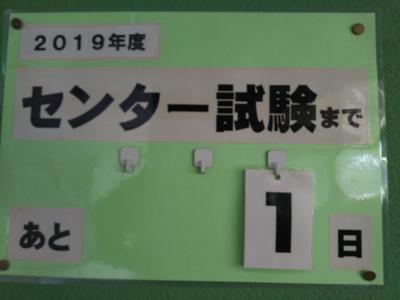 2019年度
センター試験まで
あと 1 日